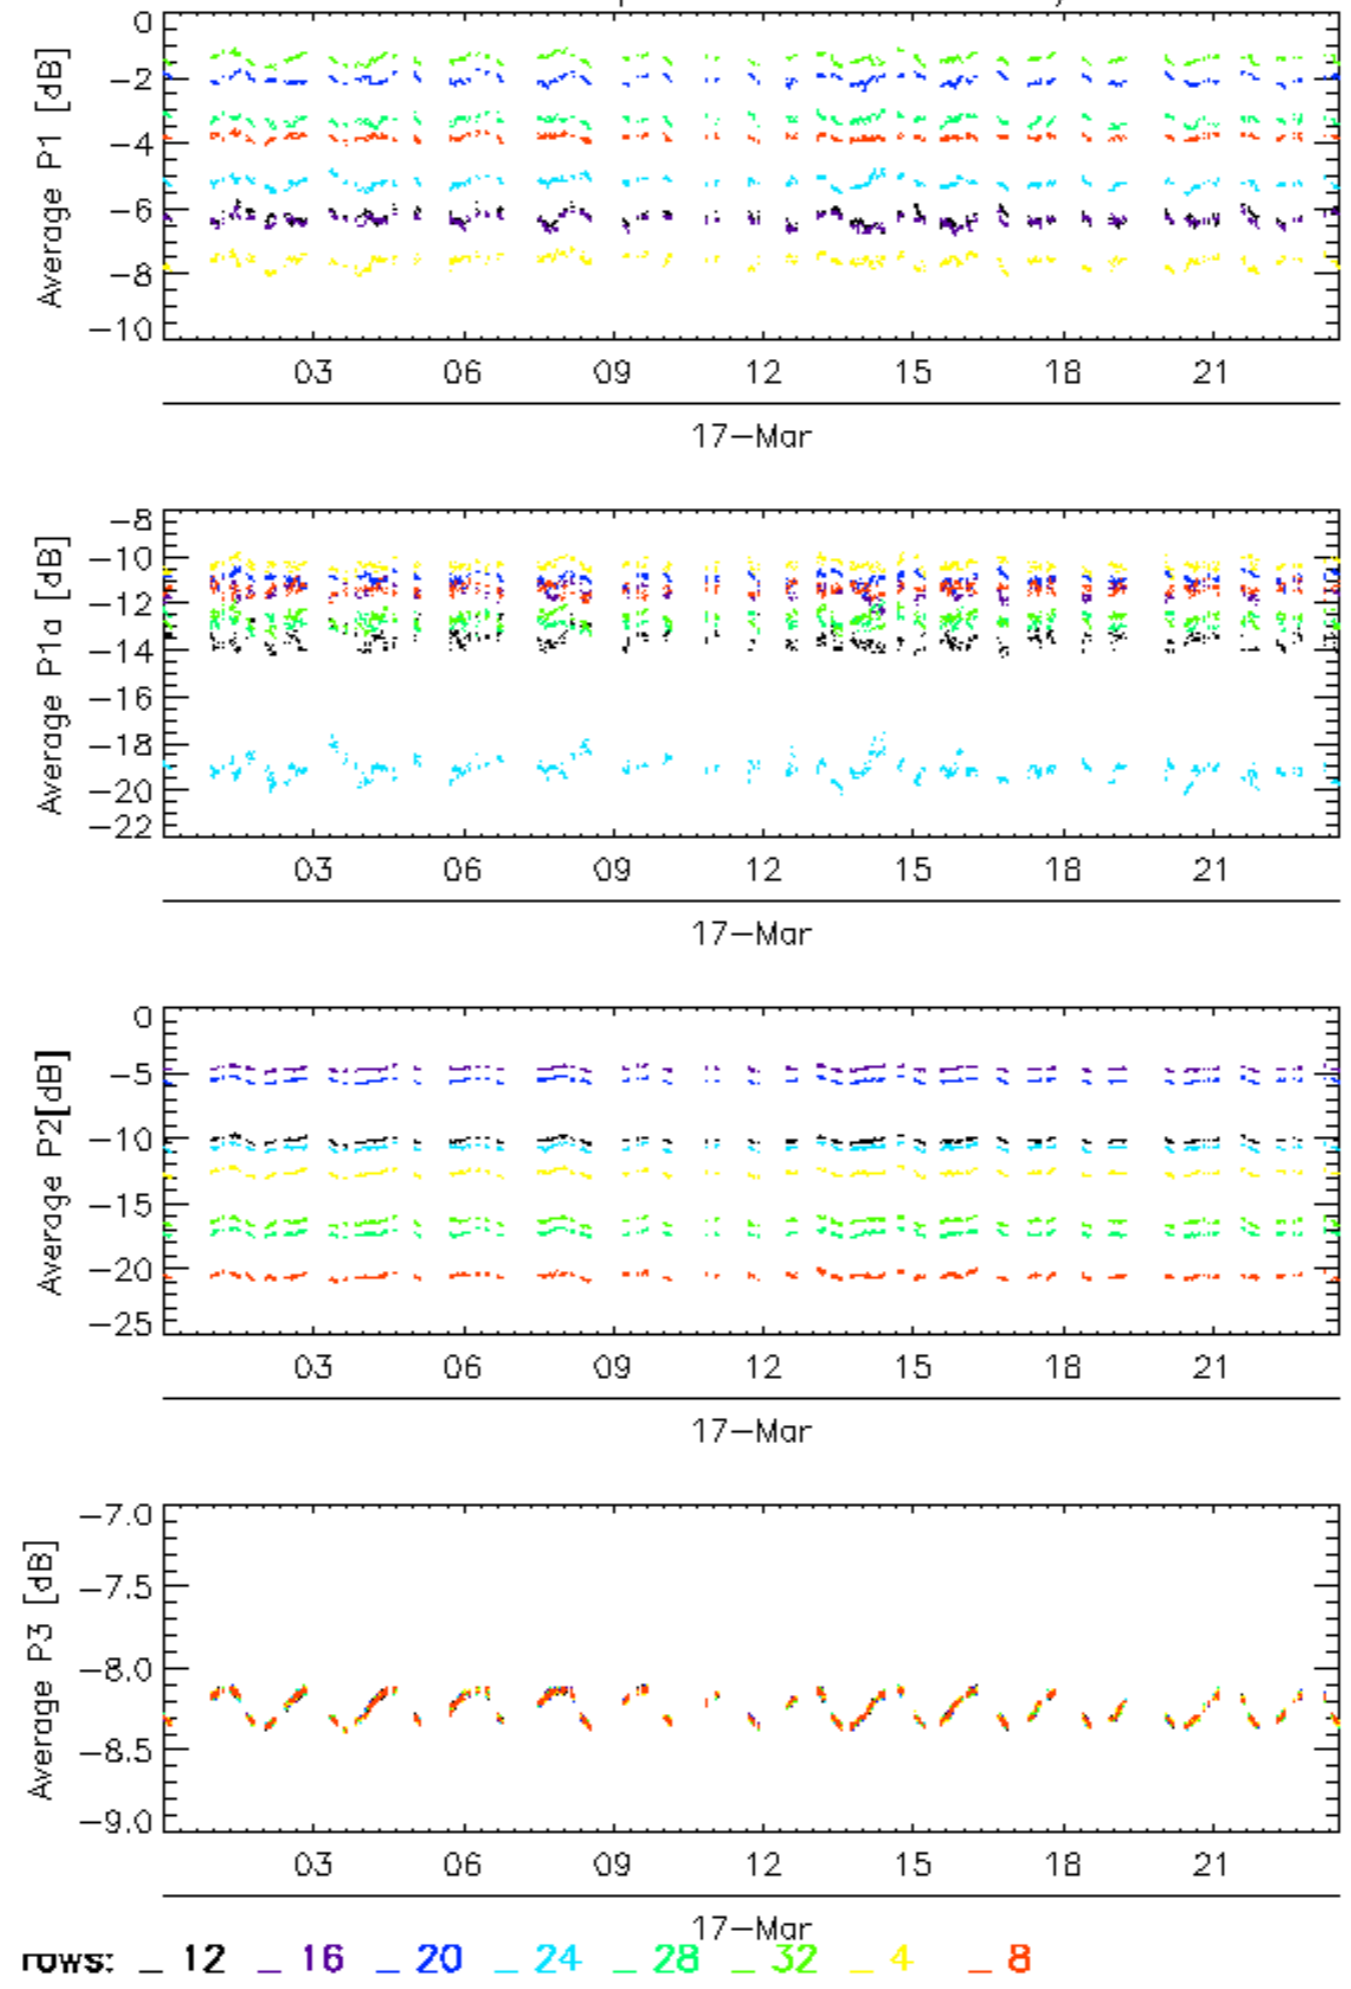 0
−2
−4
−6
−8
−10
Average P1 [dB]
03 06 09 12 15 18 21
17−Mar
−8
−10
−12
−14
−16
−18
−20
−22
Average P1a [dB]
03 06 09 12 15 18 21
17−Mar
0
−5
−10
−15
−20
−25
Average P2[dB]
03 06 09 12 15 18 21
17−Mar
−7.0
−7.5
−8.0
−8.5
−9.0
Average P3 [dB]
03 06 09 12 15 18 21
17−Mar
rows: _ 12 _ 16 _ 20 _ 24 _ 28 _ 32 _ 4 _ 8